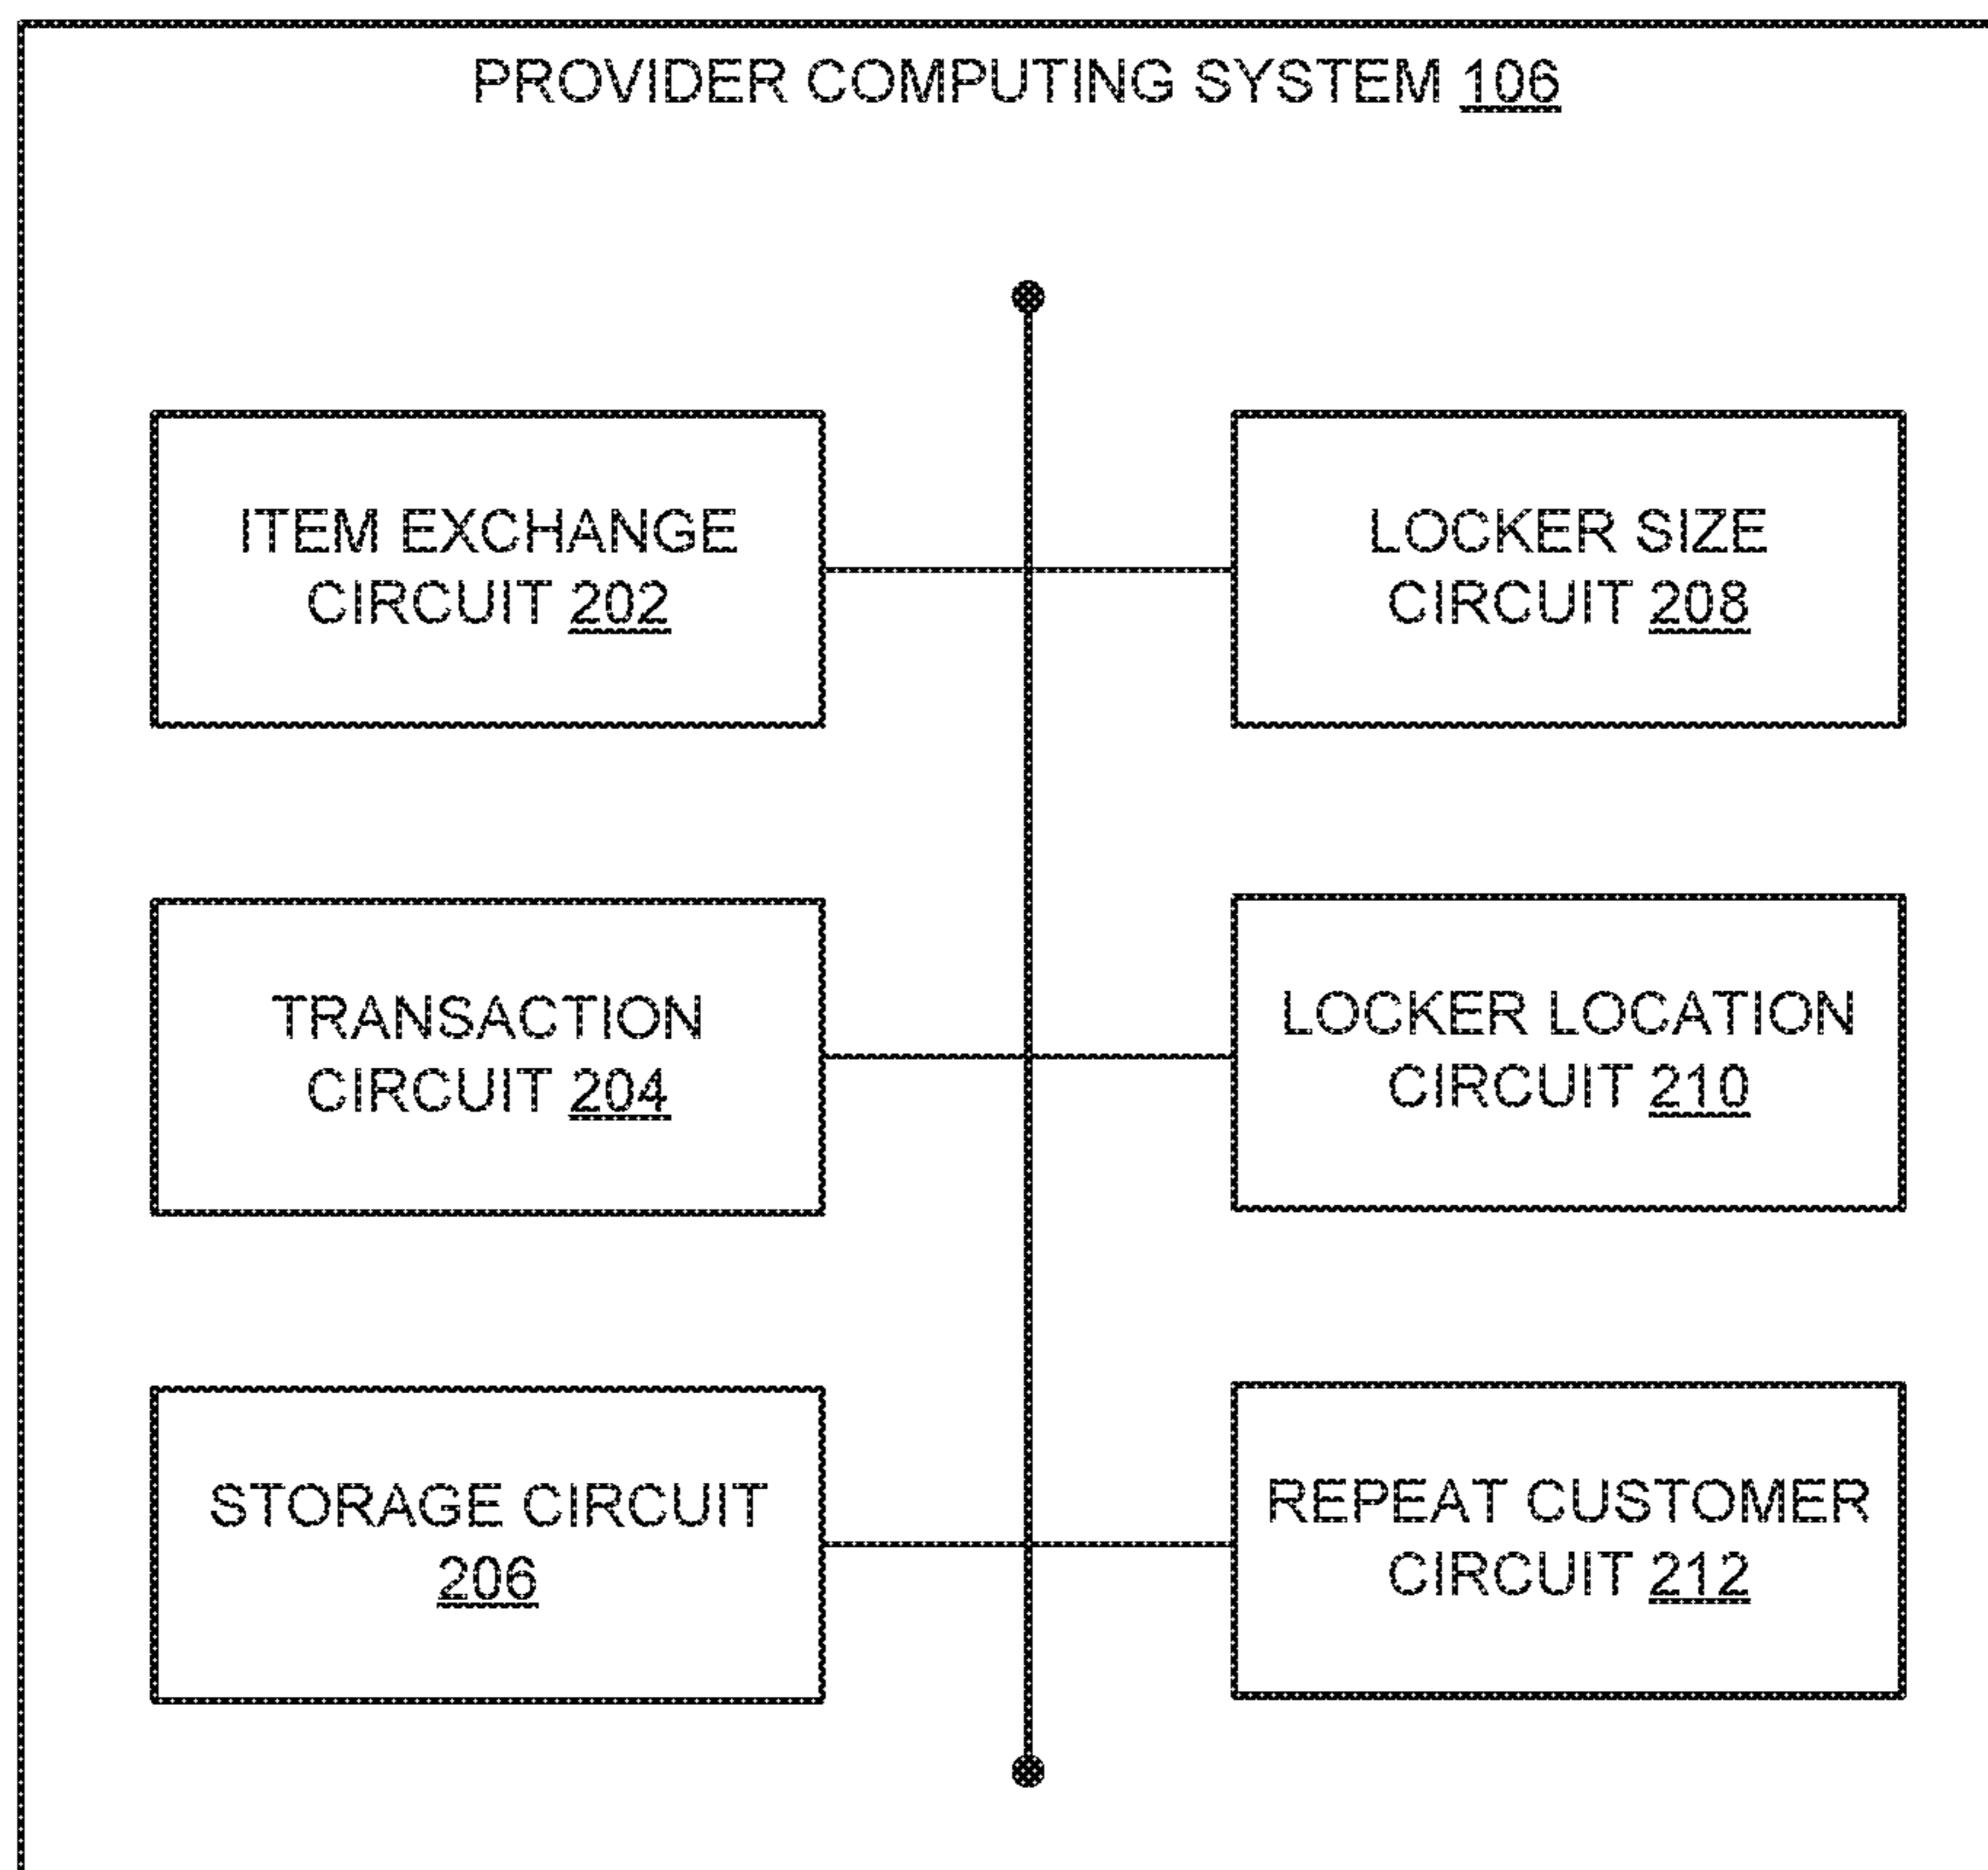 PROVIDER COMPUTING SYSTEM 106
ITEM EXCHANGE
CIRCUIT 202
LOCKER SIZE
CIRCUIT 208
TRANSACTION
CIRCUIT 204
LOCKER LOCATION
CIRCUIT 210
STORAGE CIRCUIT
206
REPEAT CUSTOMER
CIRCUIT 212